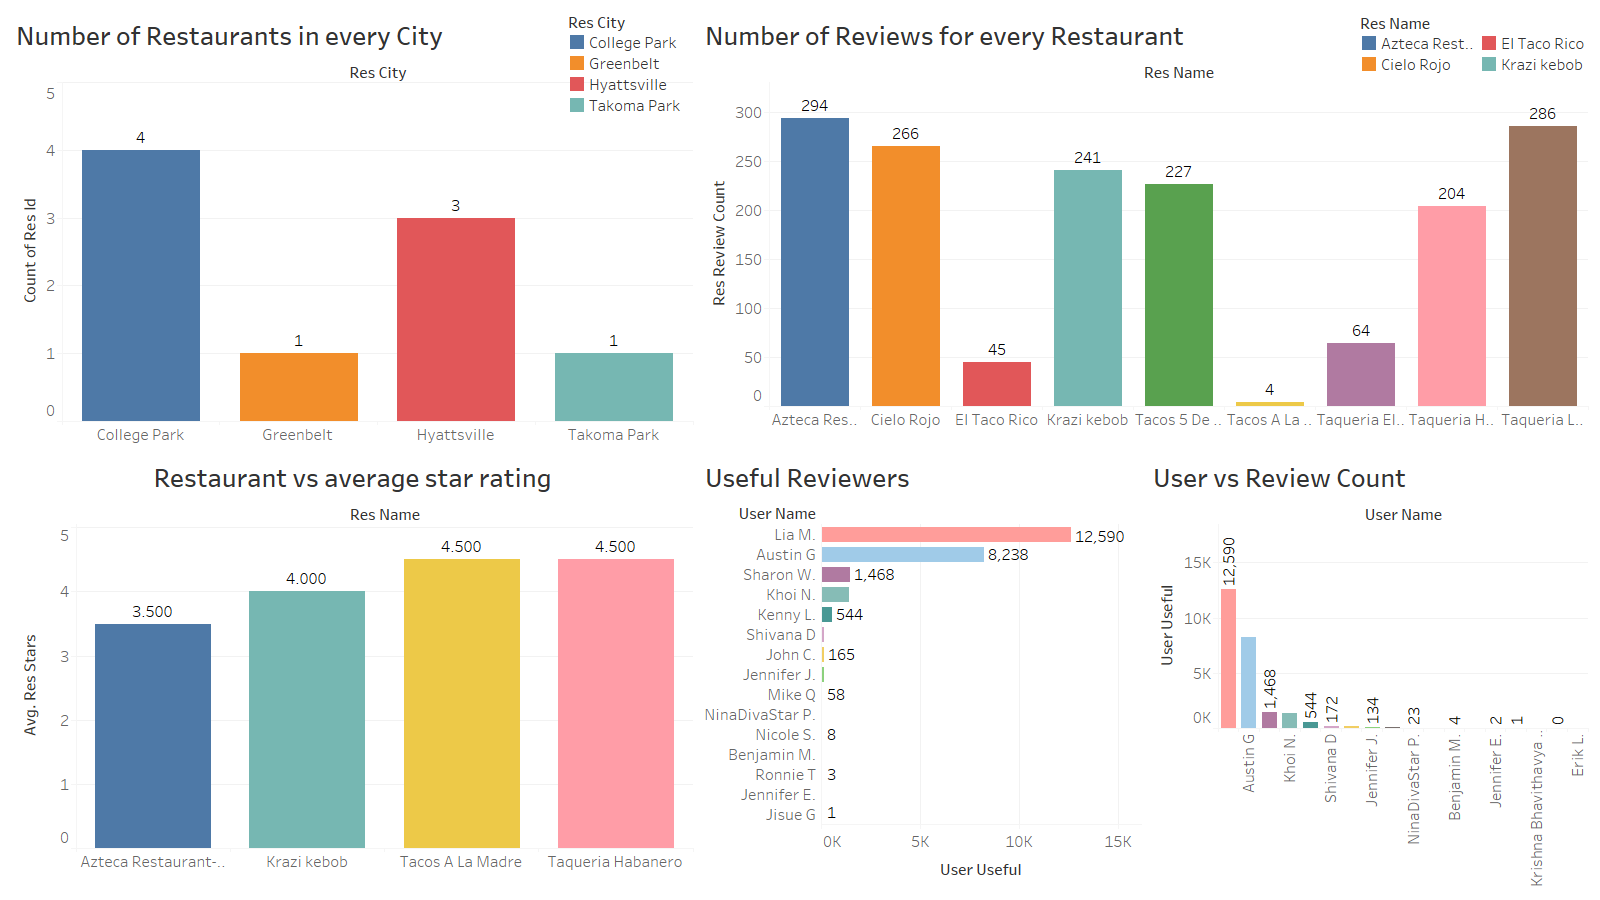 Number of Restaurants in every City
Res City
College Park
Greenbelt
Hyattsville
Takoma Park
Res City
Count of Res Id
5
4
3
2
1
0
4
1
3
1
College Park
Greenbelt
Hyattsville
Takoma Park
Number of Reviews for every Restaurant
Res Name
Azteca Rest..
El Taco Rico
Cielo Rojo
Krazi kebob
Res Name
Res Review Count
300
250
200
150
100
50
0
294
266
45
241
227
4
64
204
286
Azteca Res..
Cielo Rojo
El Taco Rico
Krazi kebob
Tacos 5 De ..
Tacos A La ..
Taqueria El..
Taqueria H..
Taqueria L..
Restaurant vs average star rating
Res Name
Avg. Res Stars
5
4
3
2
1
0
3.500
4.000
4.500
4.500
Azteca Restaurant-..
Krazi kebob
Tacos A La Madre
Taqueria Habanero
Useful Reviewers
User Name
Lia M.
12,590
Austin G
8,238
Sharon W.
1,468
Khoi N.
Kenny L.
544
Shivana D
John C.
165
Jennifer J.
Mike Q
58
NinaDivaStar P.
Nicole S.
8
Benjamin M.
Ronnie T
3
Jennifer E.
Jisue G
1
0K
5K
10K
15K
User Useful
User vs Review Count
User Name
User Useful
15K
10K
5K
0K
12,590
1,468
544
172
134
23
4
2
1
0
Austin G
Khoi N.
Shivana D
Jennifer J.
NinaDivaStar P.
Benjamin M.
Jennifer E.
Krishna Bhavithavya ..
Erik L.